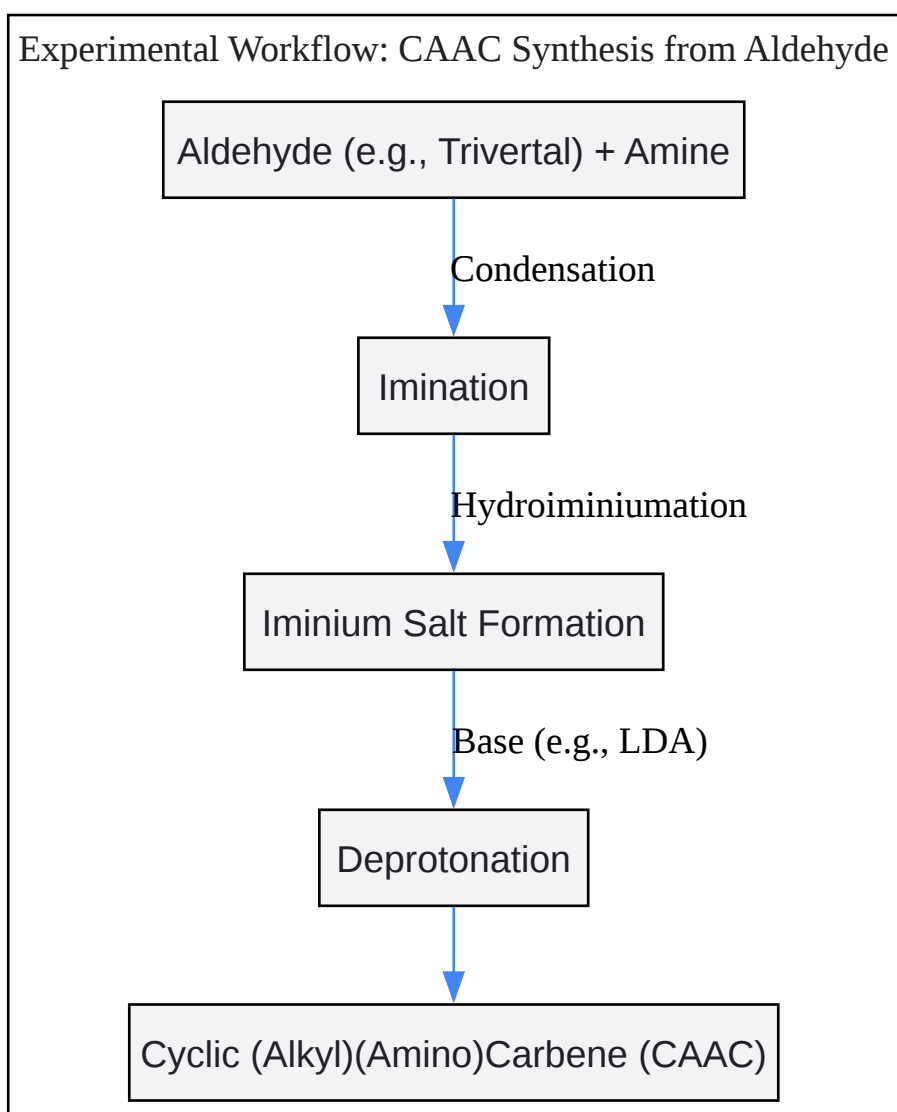 Experimental Workflow: CAAC Synthesis from Aldehyde
Aldehyde (e.g., Trivertal) + Amine
Condensation
Imination
Hydroiminiumation
Iminium Salt Formation
Base (e.g., LDA)
Deprotonation
Cyclic (Alkyl)(Amino)Carbene (CAAC)